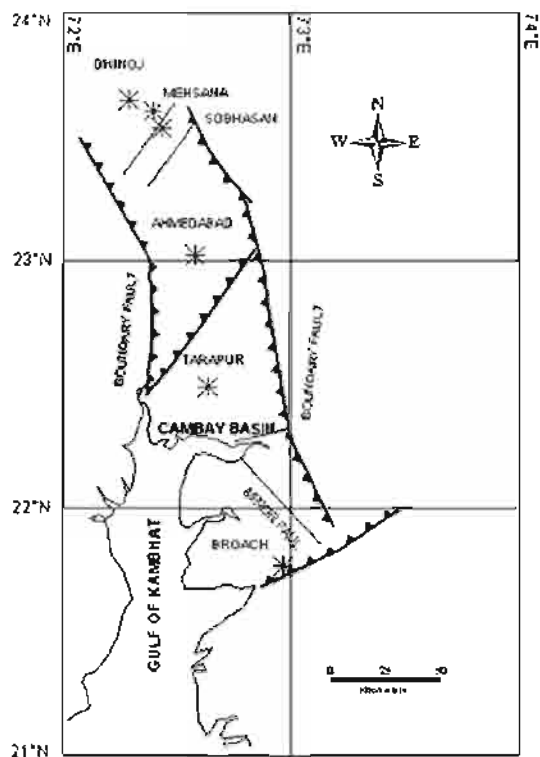 24°N
72°E
73°E
74°E
DHINOJ
MEHSANA
SOBHASAN
N
W E
S
AHMEDABAD
23°N
BOUNDARY FAULT
BOUNDARY FAULT
TARAPUR
CAMBAY BASIN
22°N
BROACH
GULF OF KAMBHAT
0
21°N